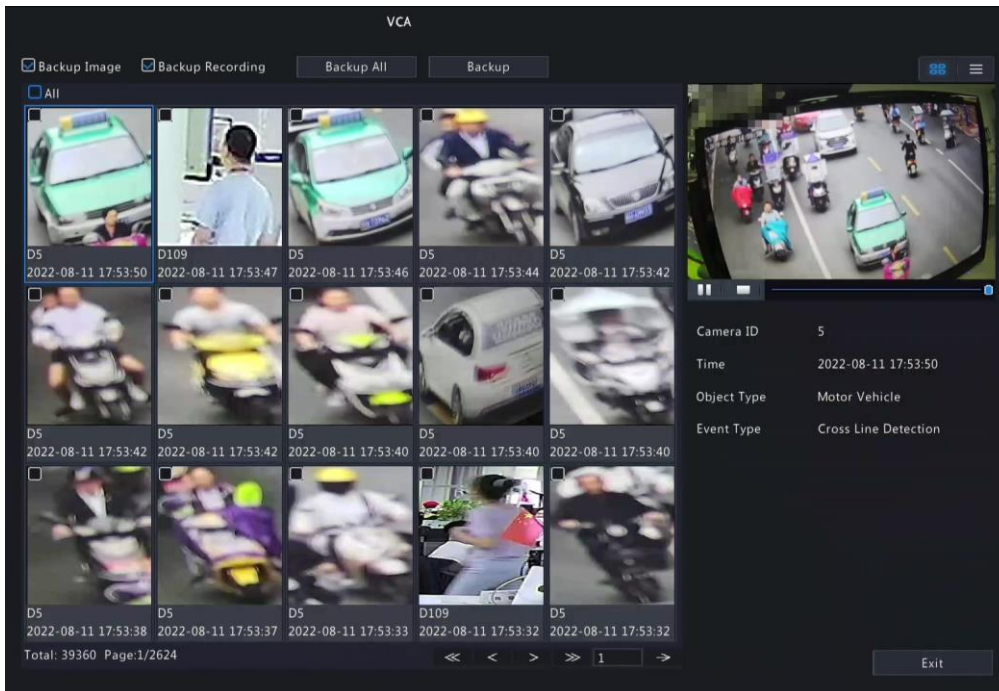 VCA
Backup Image Backup Recording Backup All Backup
All
D5 D109 D5 D5 D5
2022-08-11 17:53:50 2022-08-11 17:53:47 2022-08-11 17:53:46 2022-08-11 17:53:44 2022-08-11 17:53:42
D5 D5 D5 D5 D5
2022-08-11 17:53:42 2022-08-11 17:53:42 2022-08-11 17:53:40 2022-08-11 17:53:40 2022-08-11 17:53:40
D5 D5 D5 D109 D5
2022-08-11 17:53:38 2022-08-11 17:53:37 2022-08-11 17:53:33 2022-08-11 17:53:32 2022-08-11 17:53:32
Camera ID 5
Time 2022-08-11 17:53:50
Object Type Motor Vehicle
Event Type Cross Line Detection
Total: 39360 Page:1/2624 1
Exit